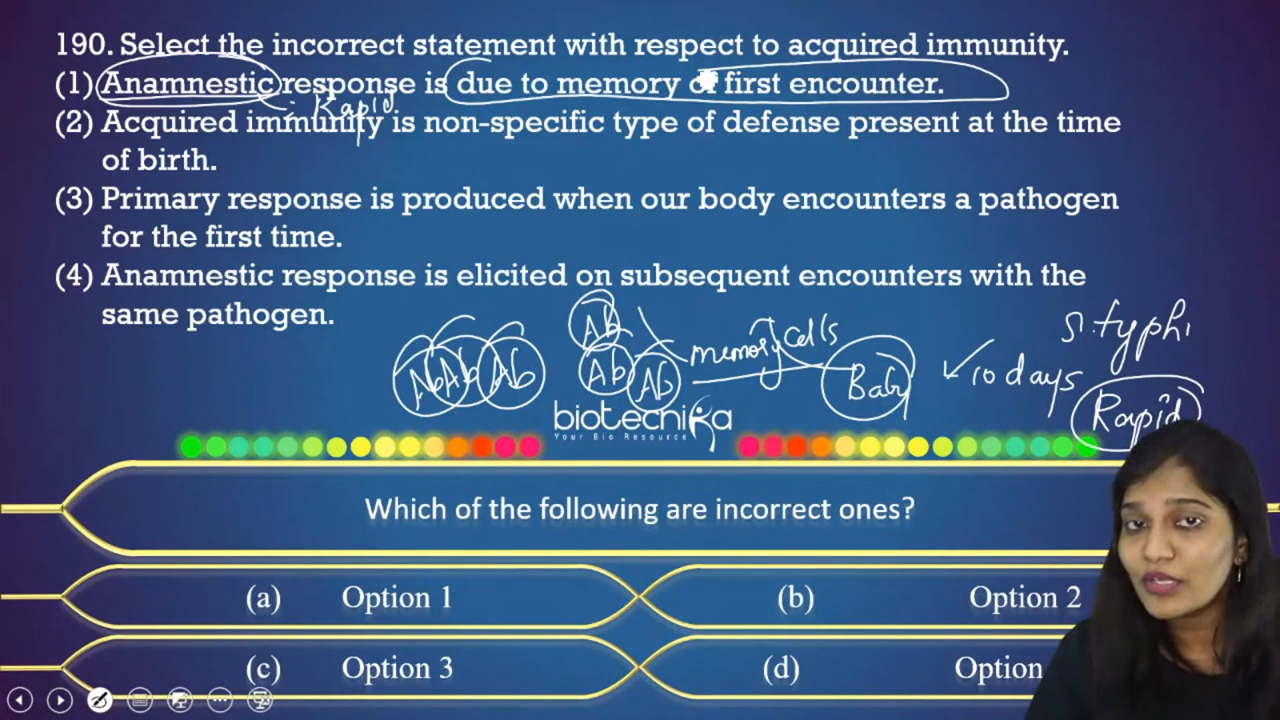 190. Select the incorrect statement with respect to acquired immunity.
(1) Anamnestic response is due to memory of first encounter.
: Rapid
(2) Acquired immunity is non-specific type of defense present at the time
of birth.
(3) Primary response is produced when our body encounters a pathogen
for the first time.
(4) Anamnestic response is elicited on subsequent encounters with the
same pathogen.
Ab Ab Ab
Ab
Ab Ab
memory cells
Baby
S. typhi
10 days
Rapid
biotecnika
Your Bio Resource
Which of the following are incorrect ones?
(a) Option 1
(b) Option 2
(c) Option 3
(d) Option